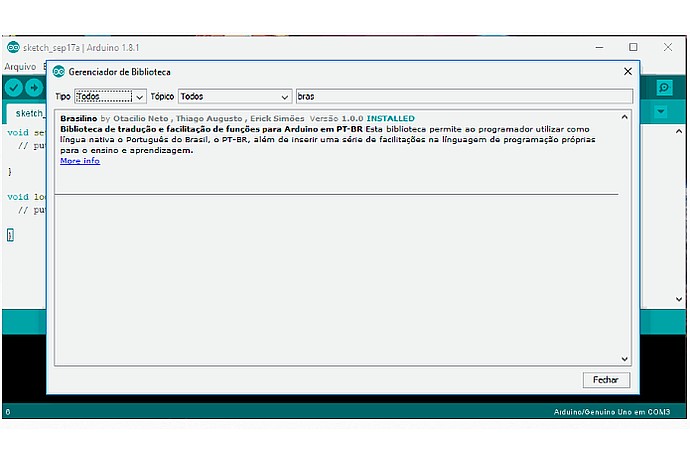 sketch_sep17a | Arduino 1.8.1
Arquivo
Gerenciador de Biblioteca
Tipo Todos Tópico Todos bras
sketch_
Brasilino by Otacilio Neto , Thiago Augusto , Erick Simões Versão 1.0.0 INSTALLED
Biblioteca de tradução e facilitação de funções para Arduino em PT-BR Esta biblioteca permite ao programador utilizar como
língua nativa o Português do Brasil, o PT-BR, além de inserir uma série de facilitações na línguagem de programação próprias
para o ensino e aprendizagem.
More info
void se
// pu
}
void loo
// pu
}
Fechar
6 Arduino/Genuino Uno em COM3